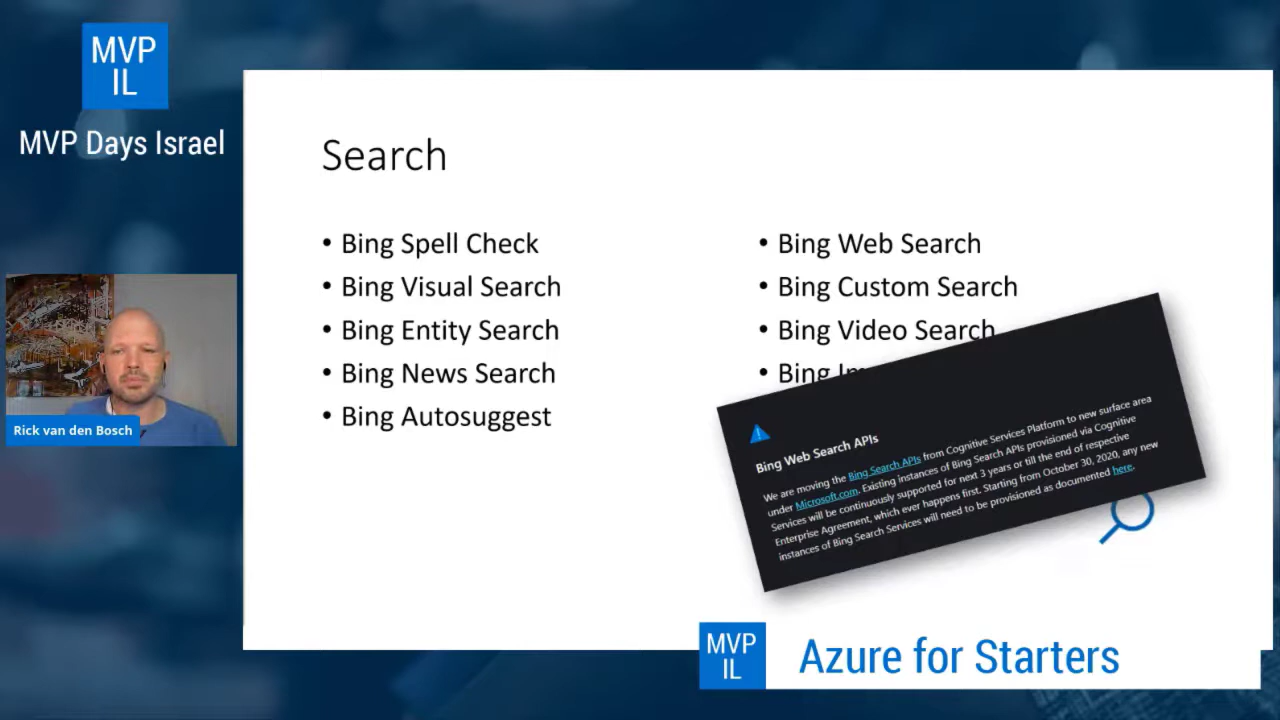 MVP
IL
MVP Days Israel
Rick van den Bosch
Search
• Bing Spell Check
• Bing Visual Search
• Bing Entity Search
• Bing News Search
• Bing Autosuggest
• Bing Web Search
• Bing Custom Search
• Bing Video Search
• Bing
Bing Web Search APIs
We are moving the Bing Search APIs from Cognitive Services Platform to new surface area
under Microsoft.com. Existing instances of Bing Search APIs provisioned via Cognitive
Services will be continuously supported for next 3 years or till the end of respective
Enterprise Agreement, which ever happens first. Starting from October 30, 2020, any new
instances of Bing Search Services will need to be provisioned as documented here.
MVP
IL
Azure for Starters